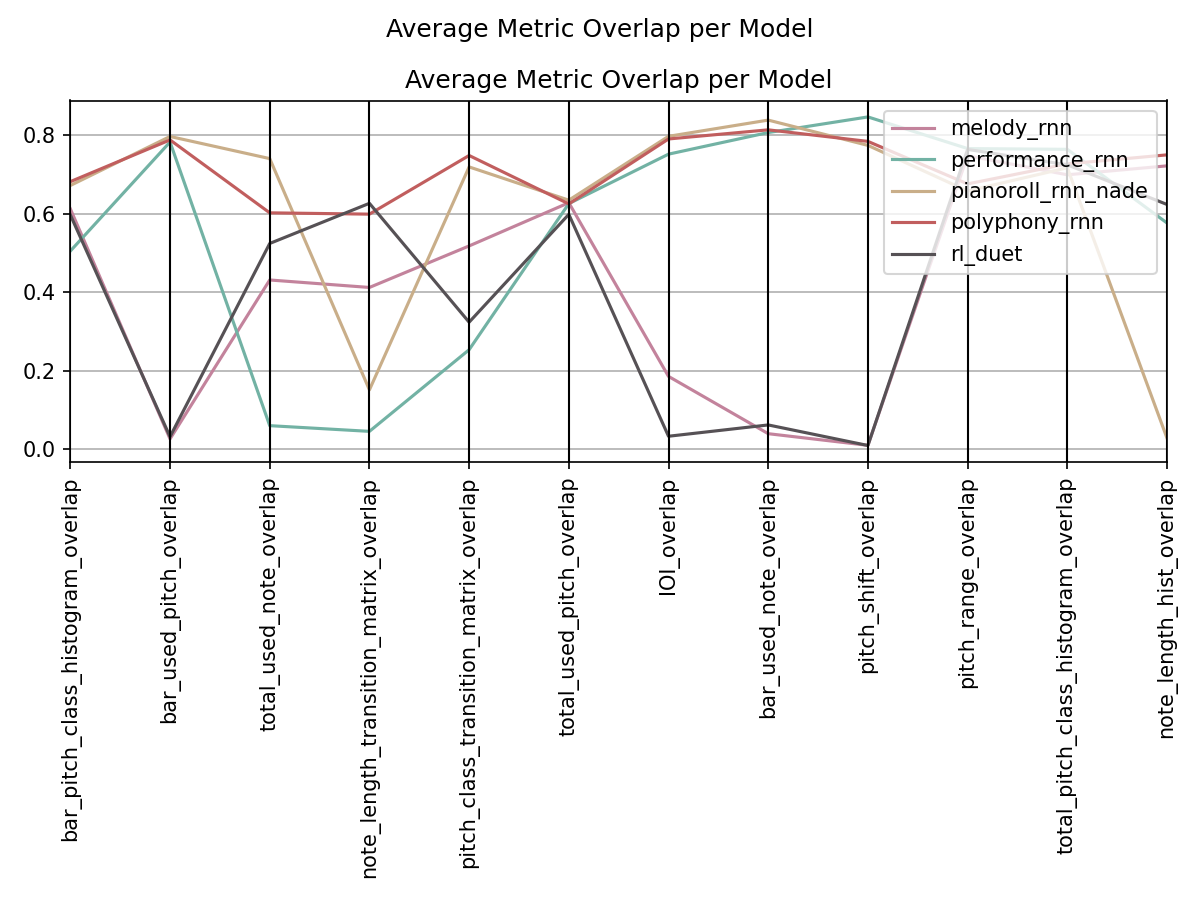 Average Metric Overlap per Model
Average Metric Overlap per Model
0.8
0.6
0.4
0.2
0.0
melody_rnn
performance_rnn
pianoroll_rnn_nade
polyphony_rnn
rl_duet
bar_pitch_class_histogram_overlap
bar_used_pitch_overlap
total_used_note_overlap
note_length_transition_matrix_overlap
pitch_class_transition_matrix_overlap
total_used_pitch_overlap
IOI_overlap
bar_used_note_overlap
pitch_shift_overlap
pitch_range_overlap
total_pitch_class_histogram_overlap
note_length_hist_overlap